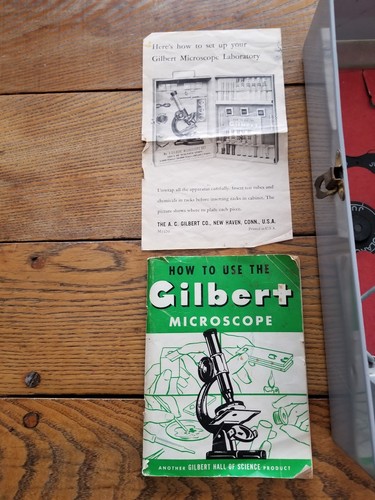 Here's how to set up your
Gilbert Microscope Laboratory
Unwrap all the apparatus carefully. Insert test tubes and
chemicals in racks before inserting racks in cabinet. The
picture shows where to place each piece.
THE A. C. GILBERT CO., NEW HAVEN, CONN., U.S.A.
Printed in U.S.A.
HOW TO USE THE
Gilbert
MICROSCOPE
ANOTHER GILBERT HALL OF SCIENCE PRODUCT